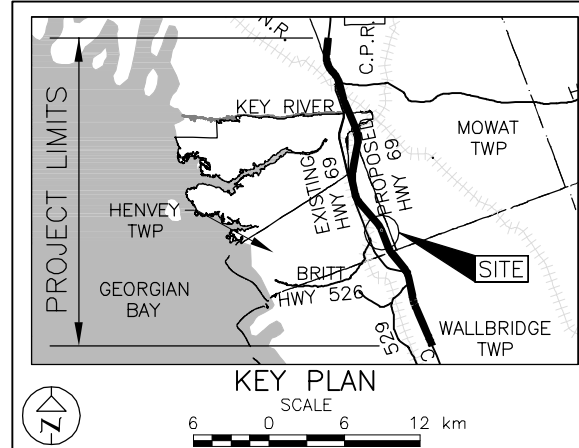 N.R.
C.P.R.
H
KEY RIVER
MOWAT
TWP
PROJECT LIMITS
EXISTING
HWY 69
PROPOSED
HWY 69
HENVEY
TWP
SITE
GEORGIAN
BAY
BRITT
HWY 526
529
WALLBRIDGE
TWP
C
KEY PLAN
SCALE
6 0 6 12 km
N